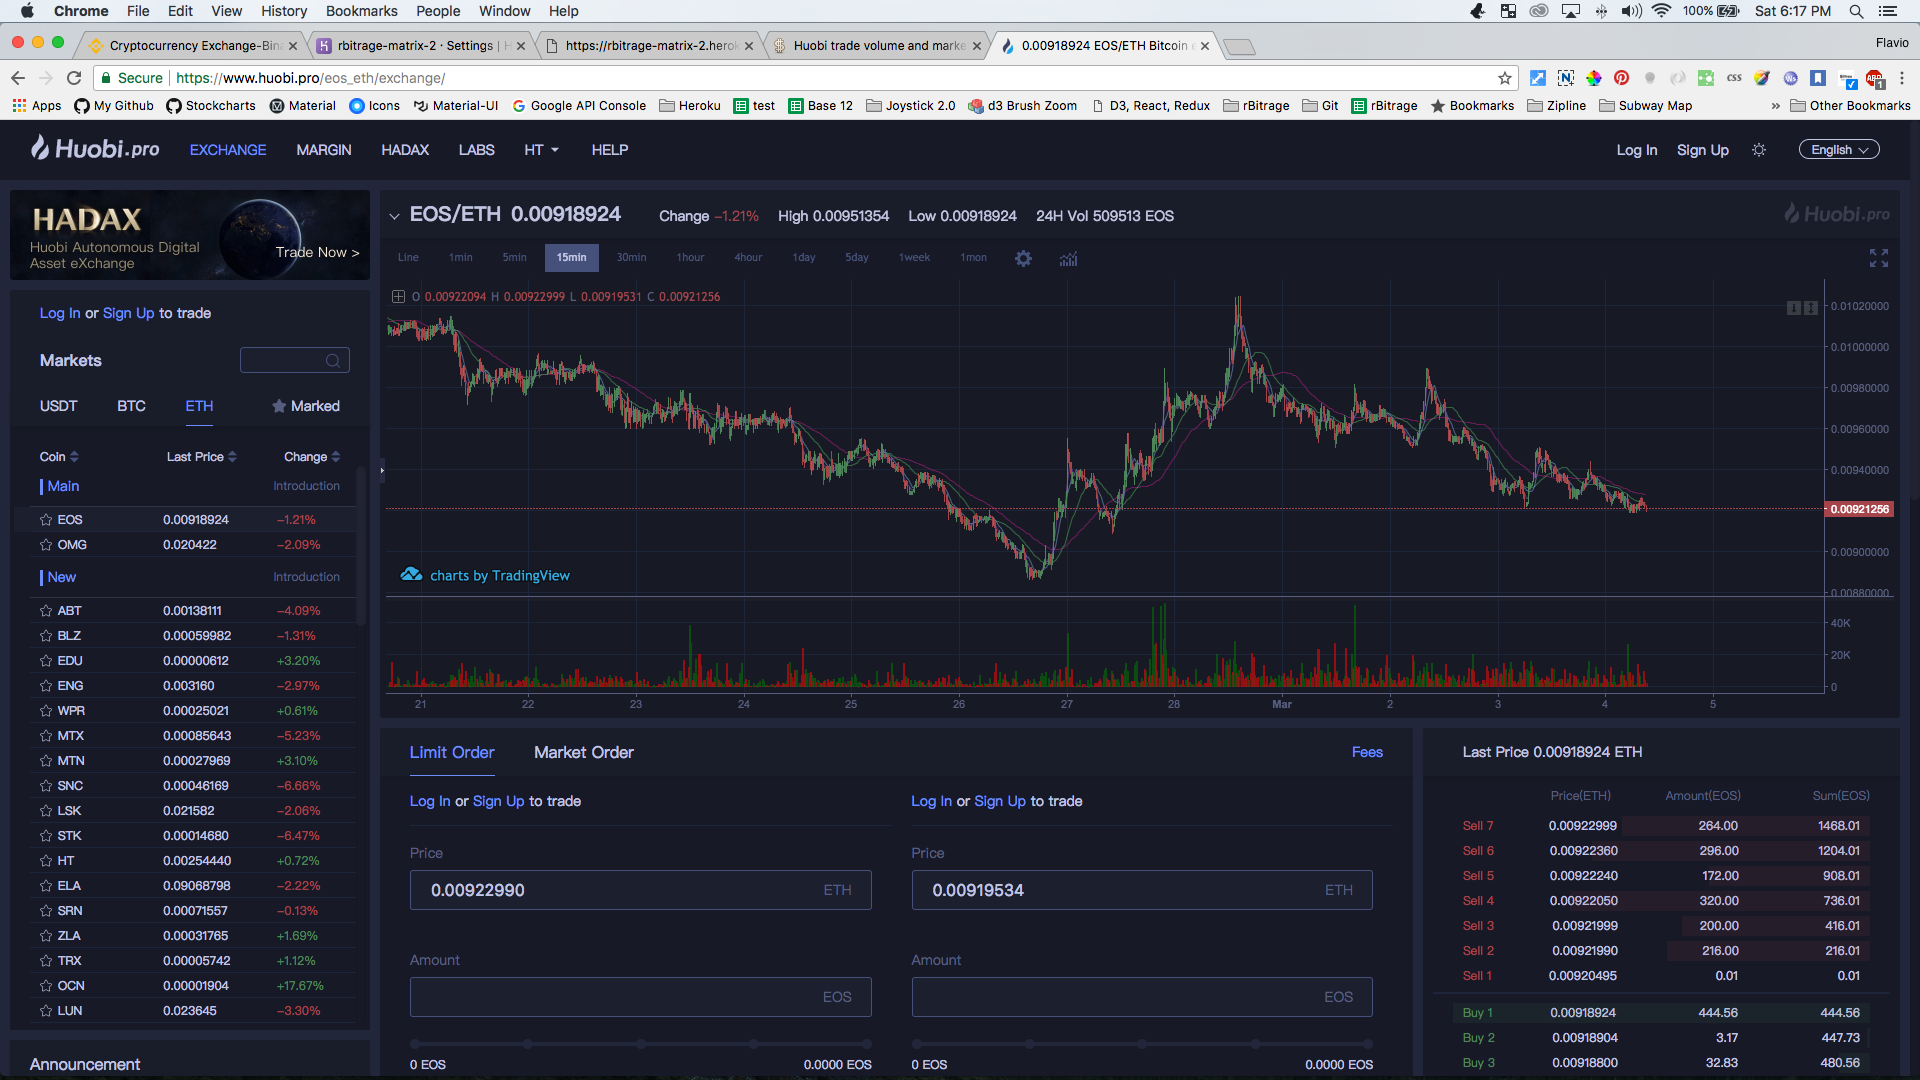 Chrome File Edit View History Bookmarks People Window Help 100% Sat 6:17 PM
Cryptocurrency Exchange-Bin rbitrage-matrix-2 · Settings | H https://rbitrage-matrix-2.herok Huobi trade volume and marke 0.00918924 EOS/ETH Bitcoin Flavio
Secure https://www.huobi.pro/eos_eth/exchange/
Apps My Github Stockcharts Material Icons Material-UI Google API Console Heroku test Base 12 Joystick 2.0 d3 Brush Zoom D3, React, Redux rBitrage Git rBitrage Bookmarks Zipline Subway Map » Other Bookmarks
Huobi.pro EXCHANGE MARGIN HADAX LABS HT HELP Log In Sign Up English
HADAX
Huobi Autonomous Digital
Asset eXchange
Trade Now >
Log In or Sign Up to trade
Markets
USDT BTC ETH Marked
Coin Last Price Change
Main Introduction
EOS 0.00918924 −1.21%
OMG 0.020422 −2.09%
New Introduction
ABT 0.00138111 −4.09%
BLZ 0.00059982 −1.31%
EDU 0.00000612 +3.20%
ENG 0.003160 −2.97%
WPR 0.00025021 +0.61%
MTX 0.00085643 −5.23%
MTN 0.00027969 +3.10%
SNC 0.00046169 −6.66%
LSK 0.021582 −2.06%
STK 0.00014680 −6.47%
HT 0.00254440 +0.72%
ELA 0.09068798 −2.22%
SRN 0.00071557 −0.13%
ZLA 0.00031765 +1.69%
TRX 0.00005742 +1.12%
OCN 0.00001904 +17.67%
LUN 0.023645 −3.30%
Announcement
EOS/ETH 0.00918924 Change −1.21% High 0.00951354 Low 0.00918924 24H Vol 509513 EOS
Huobi.pro
Line 1min 5min 15min 30min 1hour 4hour 1day 5day 1week 1mon
O 0.00922094 H 0.00922999 L 0.00919531 C 0.00921256
0.01020000
0.01000000
0.00980000
0.00960000
0.00940000
0.00921256
0.00900000
0.00880000
charts by TradingView
40K
20K
0
21 22 23 24 25 26 27 28 Mar 2 3 4 5
Limit Order Market Order Fees
Log In or Sign Up to trade
Price
0.00922990 ETH
Amount
EOS
0 EOS 0.0000 EOS
Log In or Sign Up to trade
Price
0.00919534 ETH
Amount
EOS
0 EOS 0.0000 EOS
Last Price 0.00918924 ETH
Price(ETH) Amount(EOS) Sum(EOS)
Sell 7 0.00922999 264.00 1468.01
Sell 6 0.00922360 296.00 1204.01
Sell 5 0.00922240 172.00 908.01
Sell 4 0.00922050 320.00 736.01
Sell 3 0.00921999 200.00 416.01
Sell 2 0.00921990 216.00 216.01
Sell 1 0.00920495 0.01 0.01
Buy 1 0.00918924 444.56 444.56
Buy 2 0.00918904 3.17 447.73
Buy 3 0.00918800 32.83 480.56